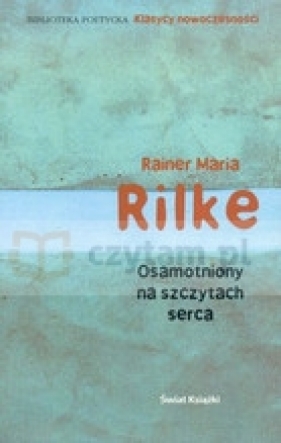 BIBLIOTEKA POETYCKA Klasycy nowoczesności
Rainer Maria
Rilke
czytam.pl
Osamotniony
na szczytach
serca
Świat Książki